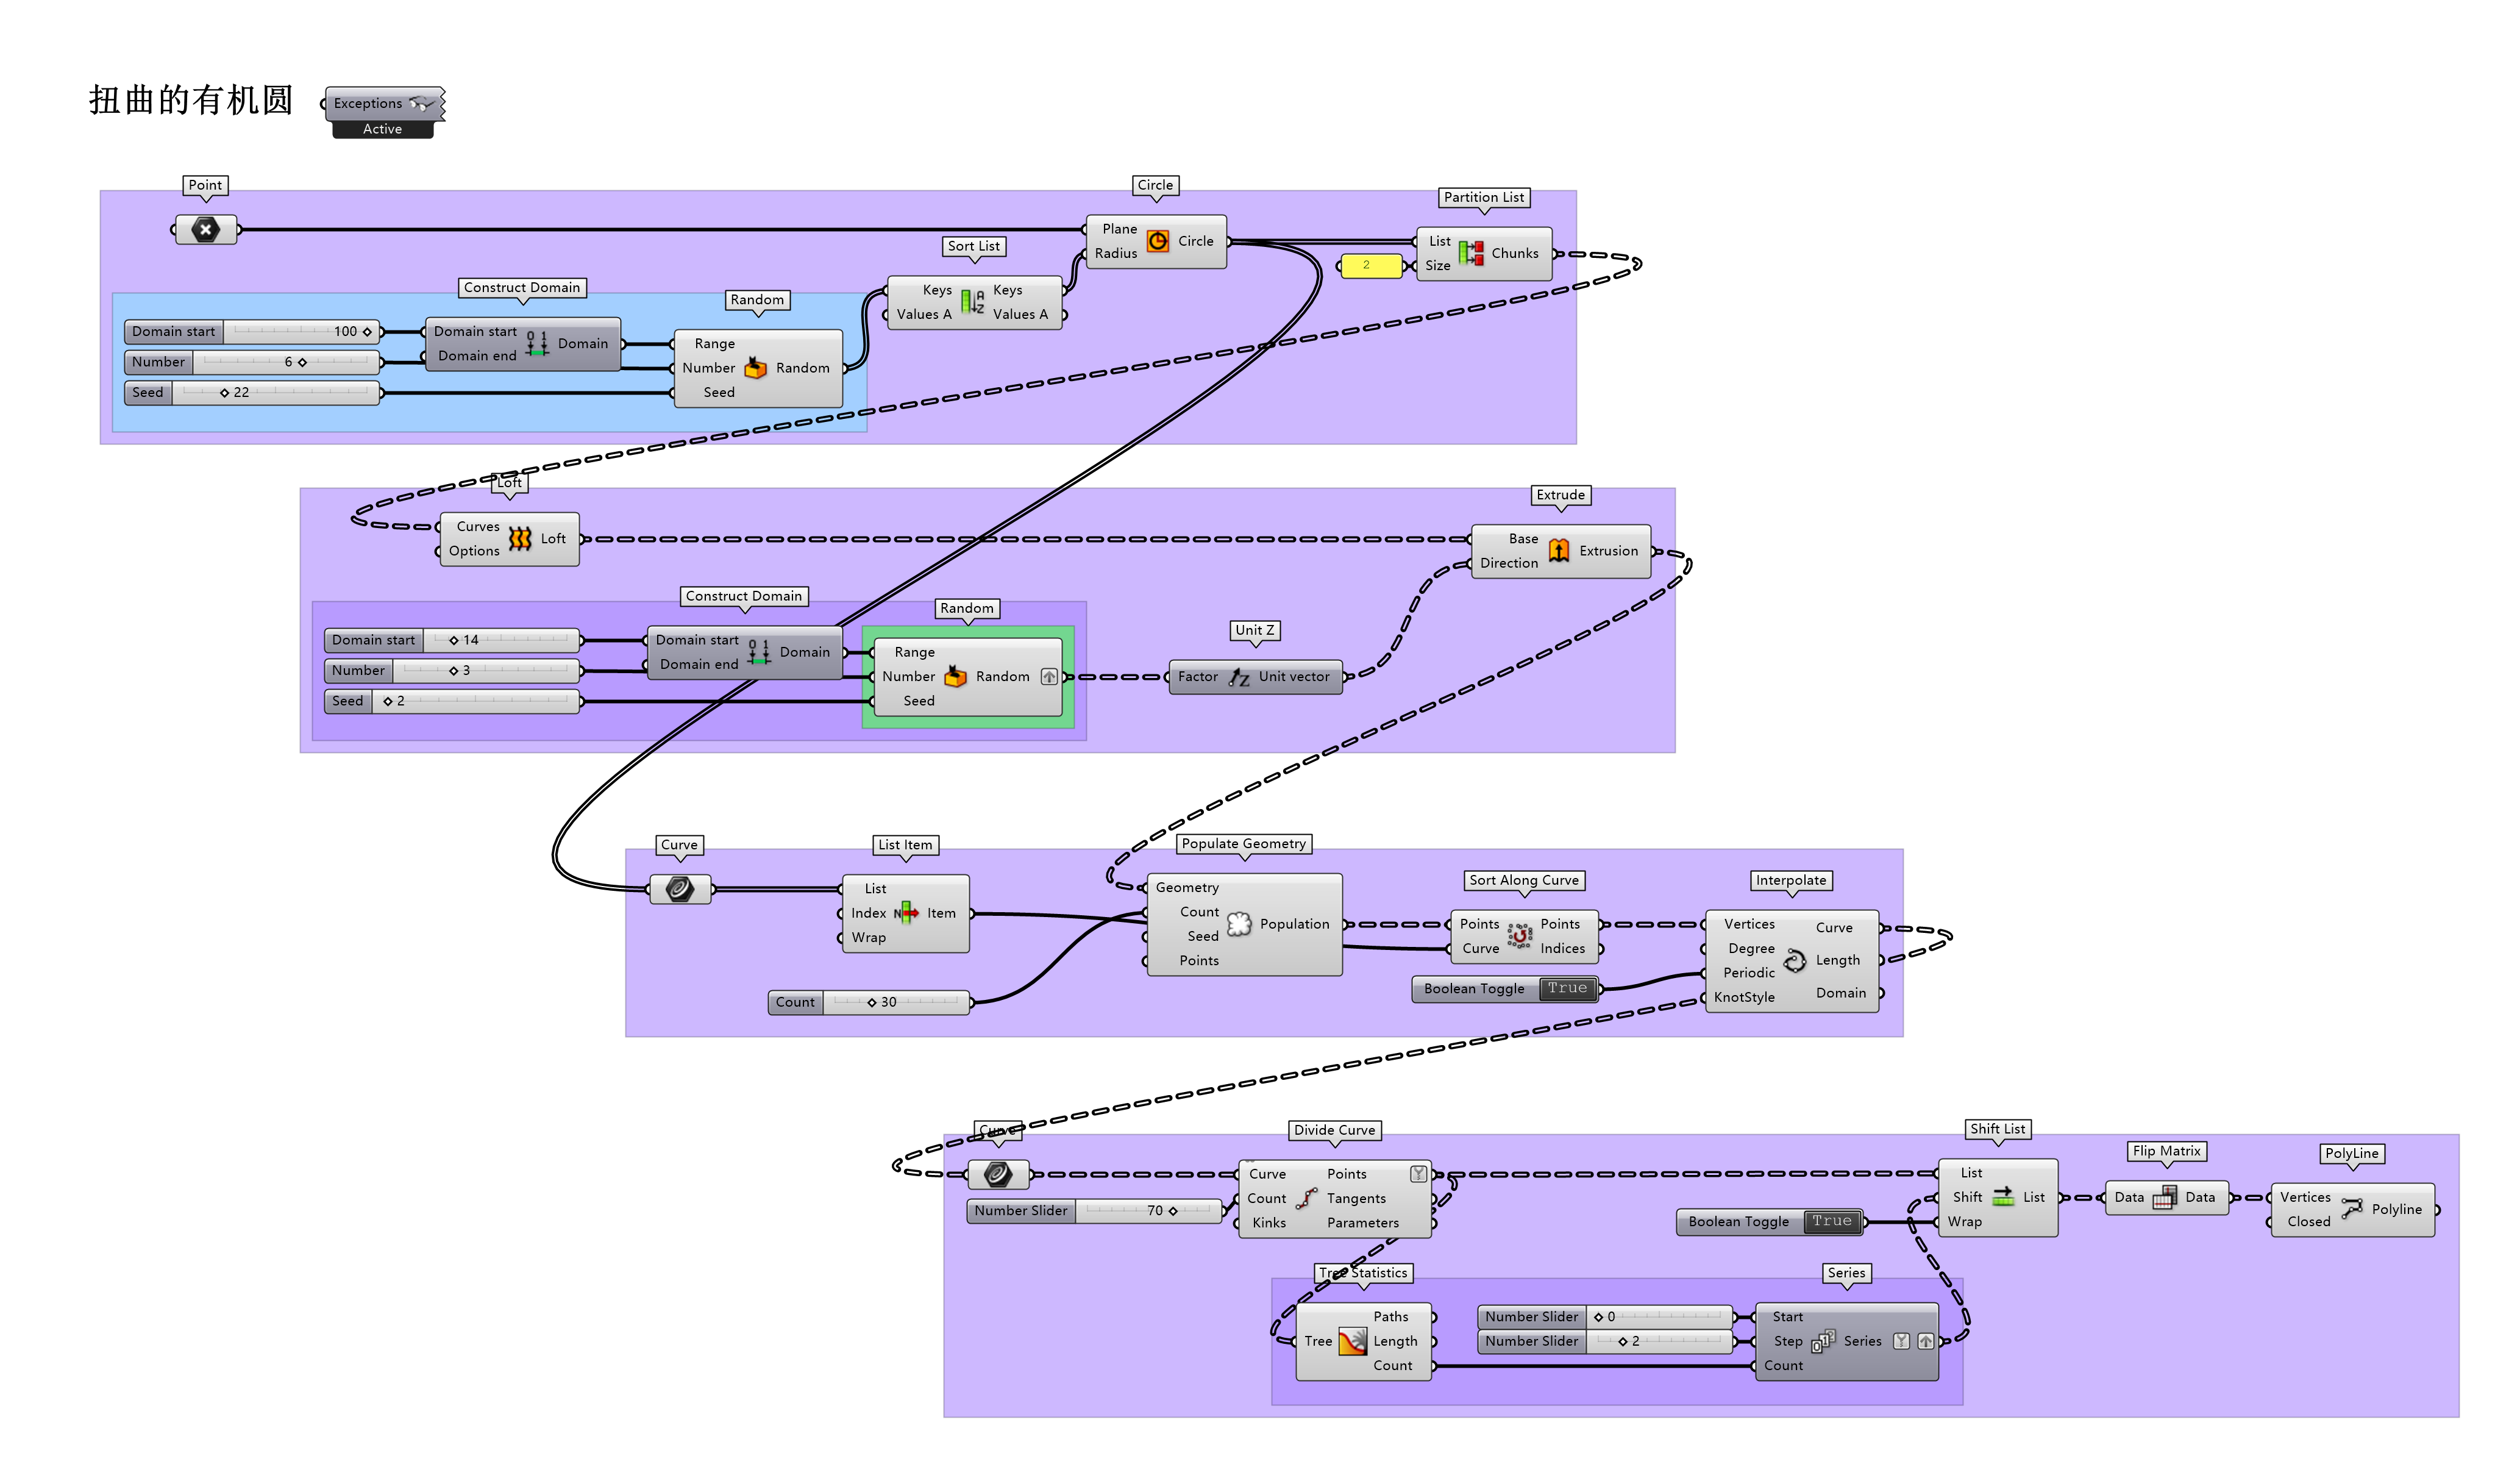 扭曲的有机圆
Exceptions
Active
Point
Circle
Partition List
Plane
Radius
Circle
List
Size
Chunks
2
Sort List
Keys
Values A
Keys
Values A
Construct Domain
Random
Domain start 100
Number 6
Seed 22
Domain start
Domain end
Domain
Range
Number
Seed
Random
Loft
Extrude
Curves
Options
Loft
Base
Direction
Extrusion
Construct Domain
Random
Unit Z
Domain start 14
Number 3
Seed 2
Domain start
Domain end
Domain
Range
Number
Seed
Random
Factor
Unit vector
Curve
List Item
Populate Geometry
Sort Along Curve
Interpolate
List
Index
Wrap
Item
Count 30
Geometry
Count
Seed
Points
Population
Points
Curve
Points
Indices
Boolean Toggle True
Vertices
Degree
Periodic
KnotStyle
Curve
Length
Domain
Curve
Divide Curve
Shift List
Flip Matrix
PolyLine
Number Slider 70
Curve
Count
Kinks
Points
Tangents
Parameters
Boolean Toggle True
List
Shift
Wrap
List
Data
Data
Vertices
Closed
Polyline
Tree Statistics
Series
Tree
Paths
Length
Count
Number Slider 0
Number Slider 2
Start
Step
Count
Series